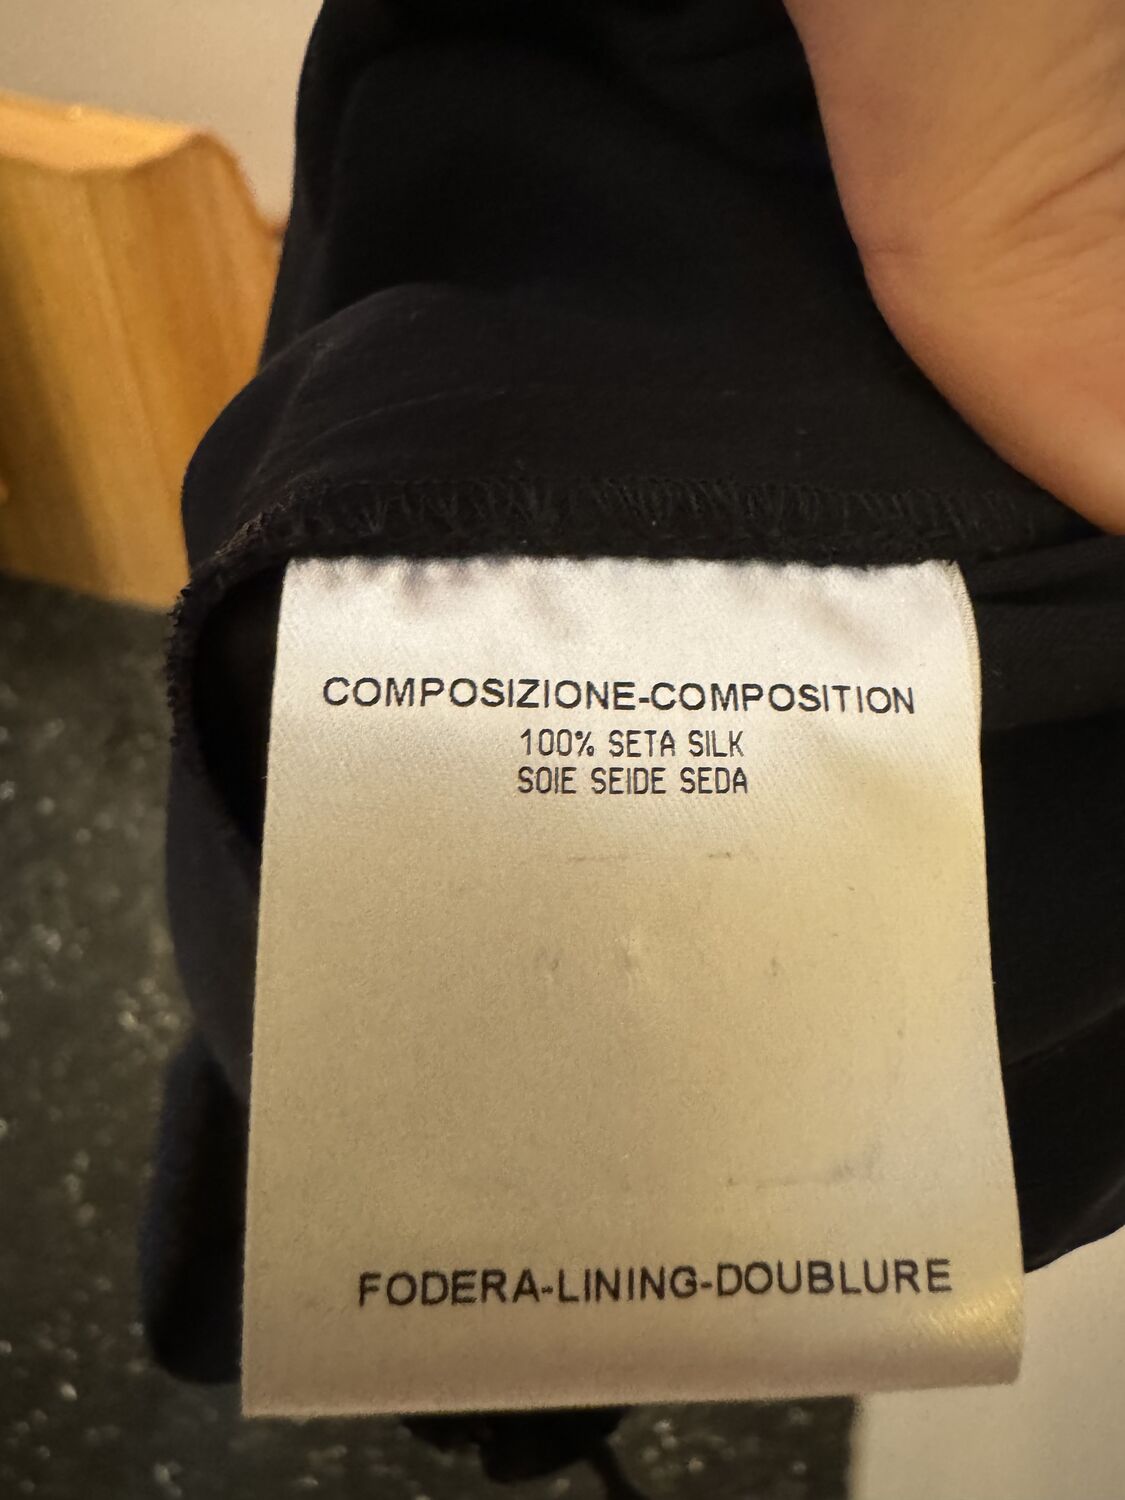 COMPOSIZIONE-COMPOSITION
100% SETA SILK
SOIE SEIDE SEDA
FODERA-LINING-DOUBLURE